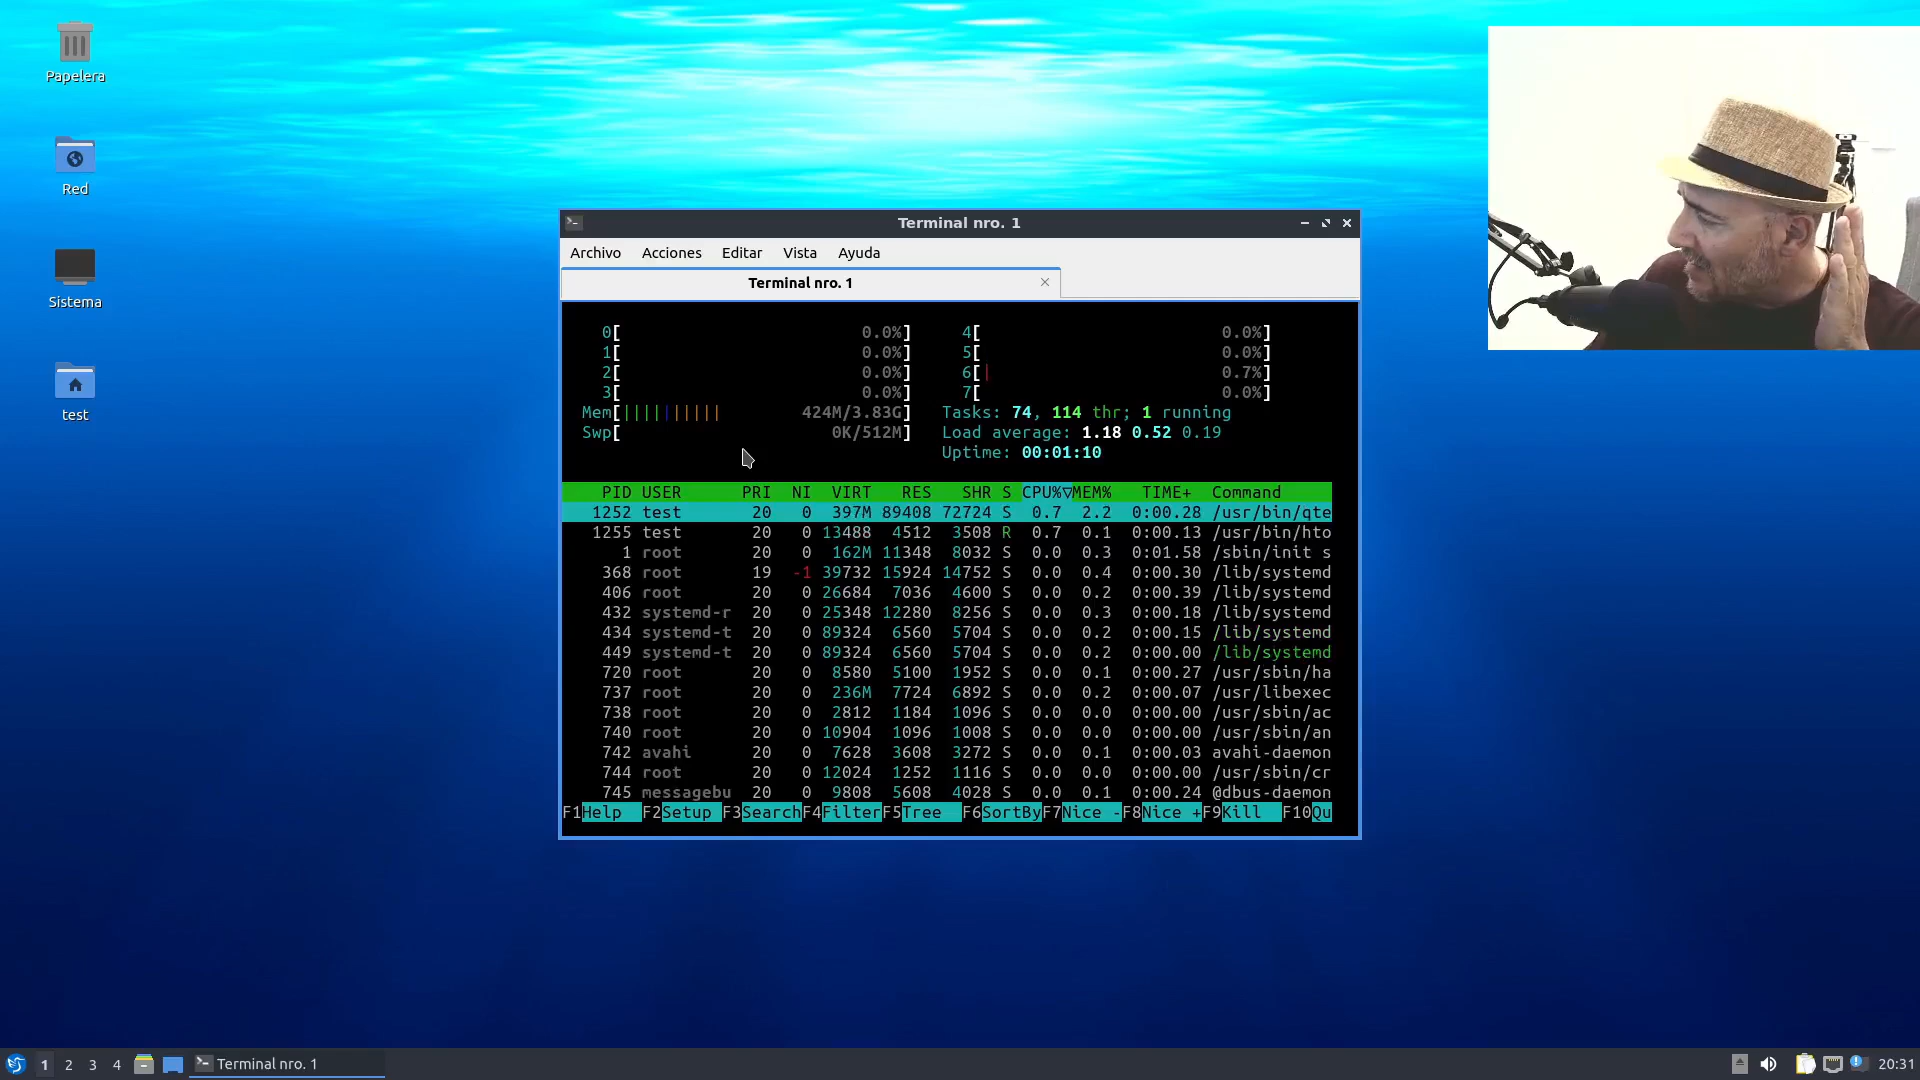 Papelera
Red
Sistema
test
Terminal nro. 1
Archivo Acciones Editar Vista Ayuda
Terminal nro. 1
0[ 0.0%] 4[ 0.0%]
1[ 0.0%] 5[ 0.0%]
2[ 0.0%] 6[| 0.7%]
3[ 0.0%] 7[ 0.0%]
Mem[|||||||||| 424M/3.83G] Tasks: 74, 114 thr; 1 running
Swp[ 0K/512M] Load average: 1.18 0.52 0.19
Uptime: 00:01:10
PID USER PRI NI VIRT RES SHR S CPU%▽MEM% TIME+ Command
1252 test 20 0 397M 89408 72724 S 0.7 2.2 0:00.28 /usr/bin/qte
1255 test 20 0 13488 4512 3508 R 0.7 0.1 0:00.13 /usr/bin/hto
1 root 20 0 162M 11348 8032 S 0.0 0.3 0:01.58 /sbin/init s
368 root 19 -1 39732 15924 14752 S 0.0 0.4 0:00.30 /lib/systemd
406 root 20 0 26684 7036 4600 S 0.0 0.2 0:00.39 /lib/systemd
432 systemd-r 20 0 25348 12280 8256 S 0.0 0.3 0:00.18 /lib/systemd
434 systemd-t 20 0 89324 6560 5704 S 0.0 0.2 0:00.15 /lib/systemd
449 systemd-t 20 0 89324 6560 5704 S 0.0 0.2 0:00.00 /lib/systemd
720 root 20 0 8580 5100 1952 S 0.0 0.1 0:00.27 /usr/sbin/ha
737 root 20 0 236M 7724 6892 S 0.0 0.2 0:00.07 /usr/libexec
738 root 20 0 2812 1184 1096 S 0.0 0.0 0:00.00 /usr/sbin/ac
740 root 20 0 10904 1096 1008 S 0.0 0.0 0:00.00 /usr/sbin/an
742 avahi 20 0 7628 3608 3272 S 0.0 0.1 0:00.03 avahi-daemon
744 root 20 0 12024 1252 1116 S 0.0 0.0 0:00.00 /usr/sbin/cr
745 messagebu 20 0 9808 5608 4028 S 0.0 0.1 0:00.24 @dbus-daemon
F1Help F2Setup F3SearchF4FilterF5Tree F6SortByF7Nice -F8Nice +F9Kill F10Qu
1 2 3 4 Terminal nro. 1 20:31